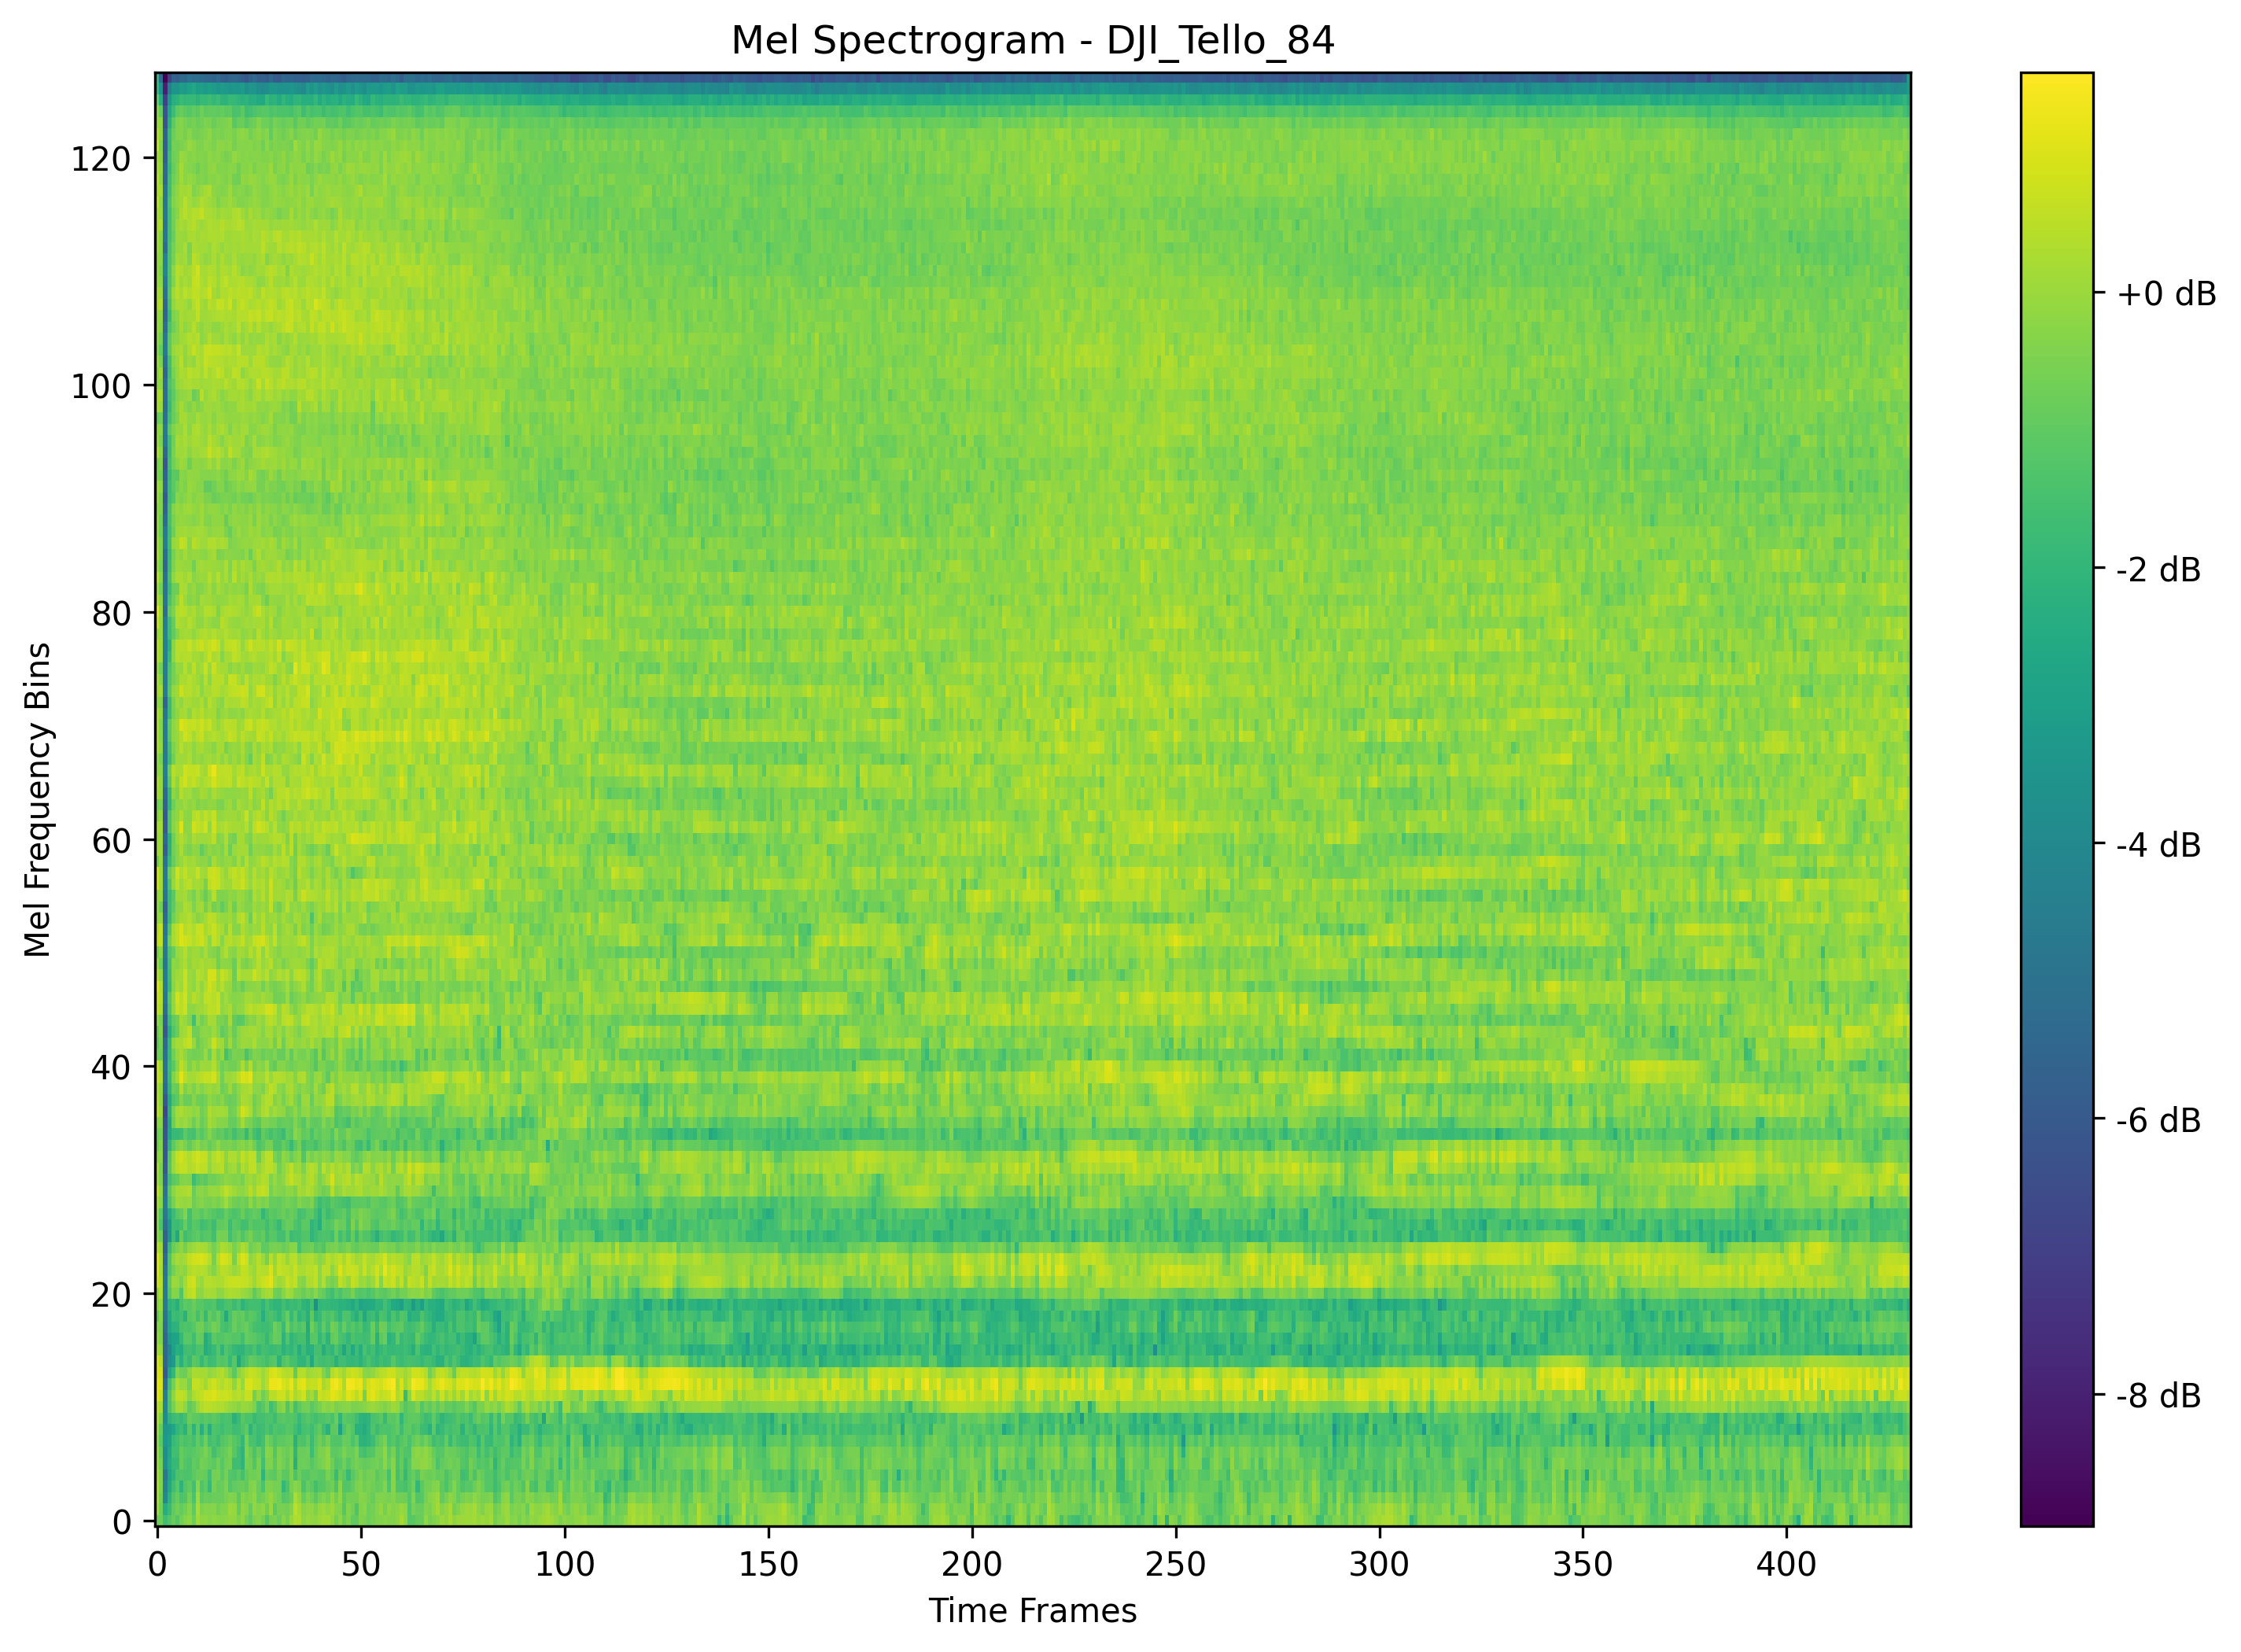 Mel Spectrogram - DJI_Tello_84
Mel Frequency Bins
120
100
80
60
40
20
0
0 50 100 150 200 250 300 350 400
Time Frames
+0 dB
-2 dB
-4 dB
-6 dB
-8 dB